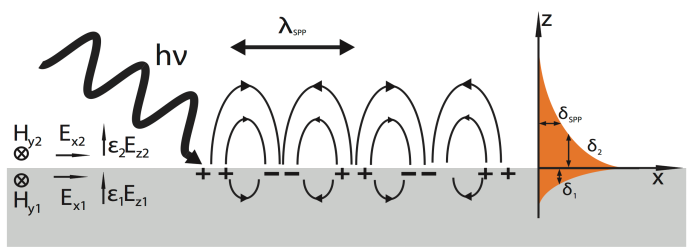 λSPP
hν
z
Hy2 Ex2 ε2Ez2
δSPP
δ2
+ + − − + + − − + +
x
Hy1 Ex1 ε1Ez1
δ1